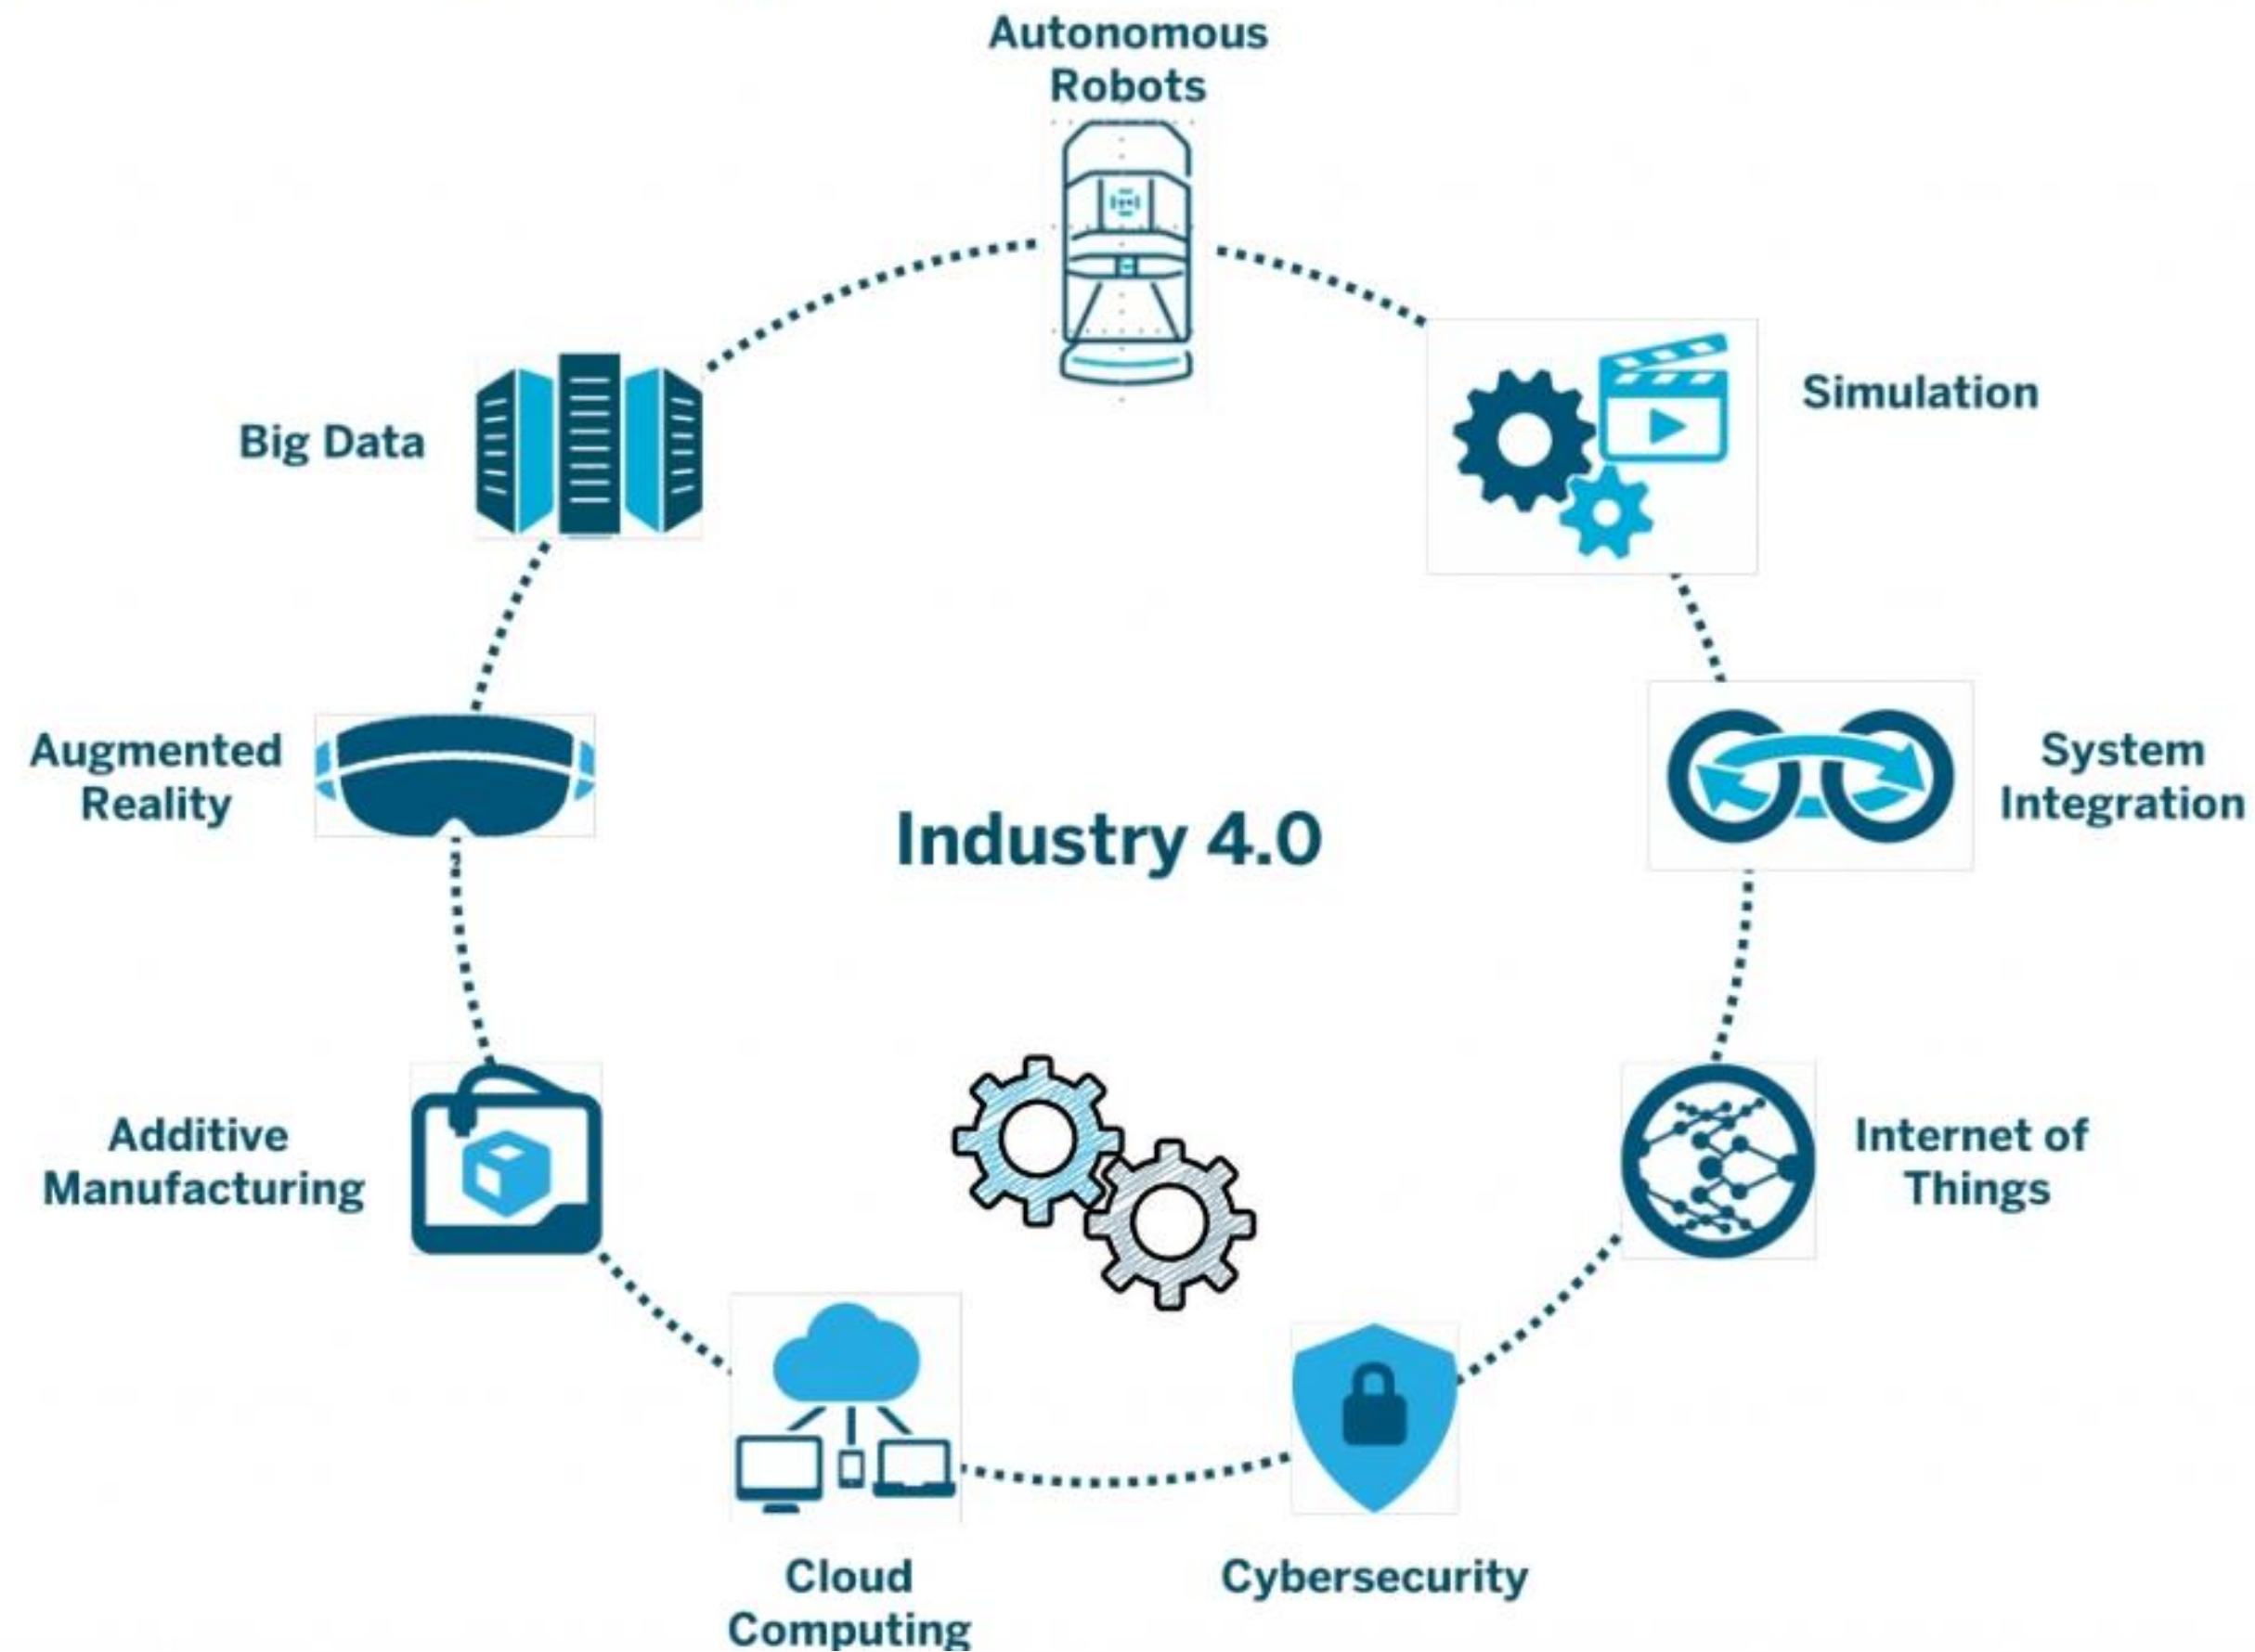 Autonomous
Robots
Simulation
Big Data
System
Integration
Augmented
Reality
Industry 4.0
Internet of
Things
Additive
Manufacturing
Cloud
Computing
Cybersecurity